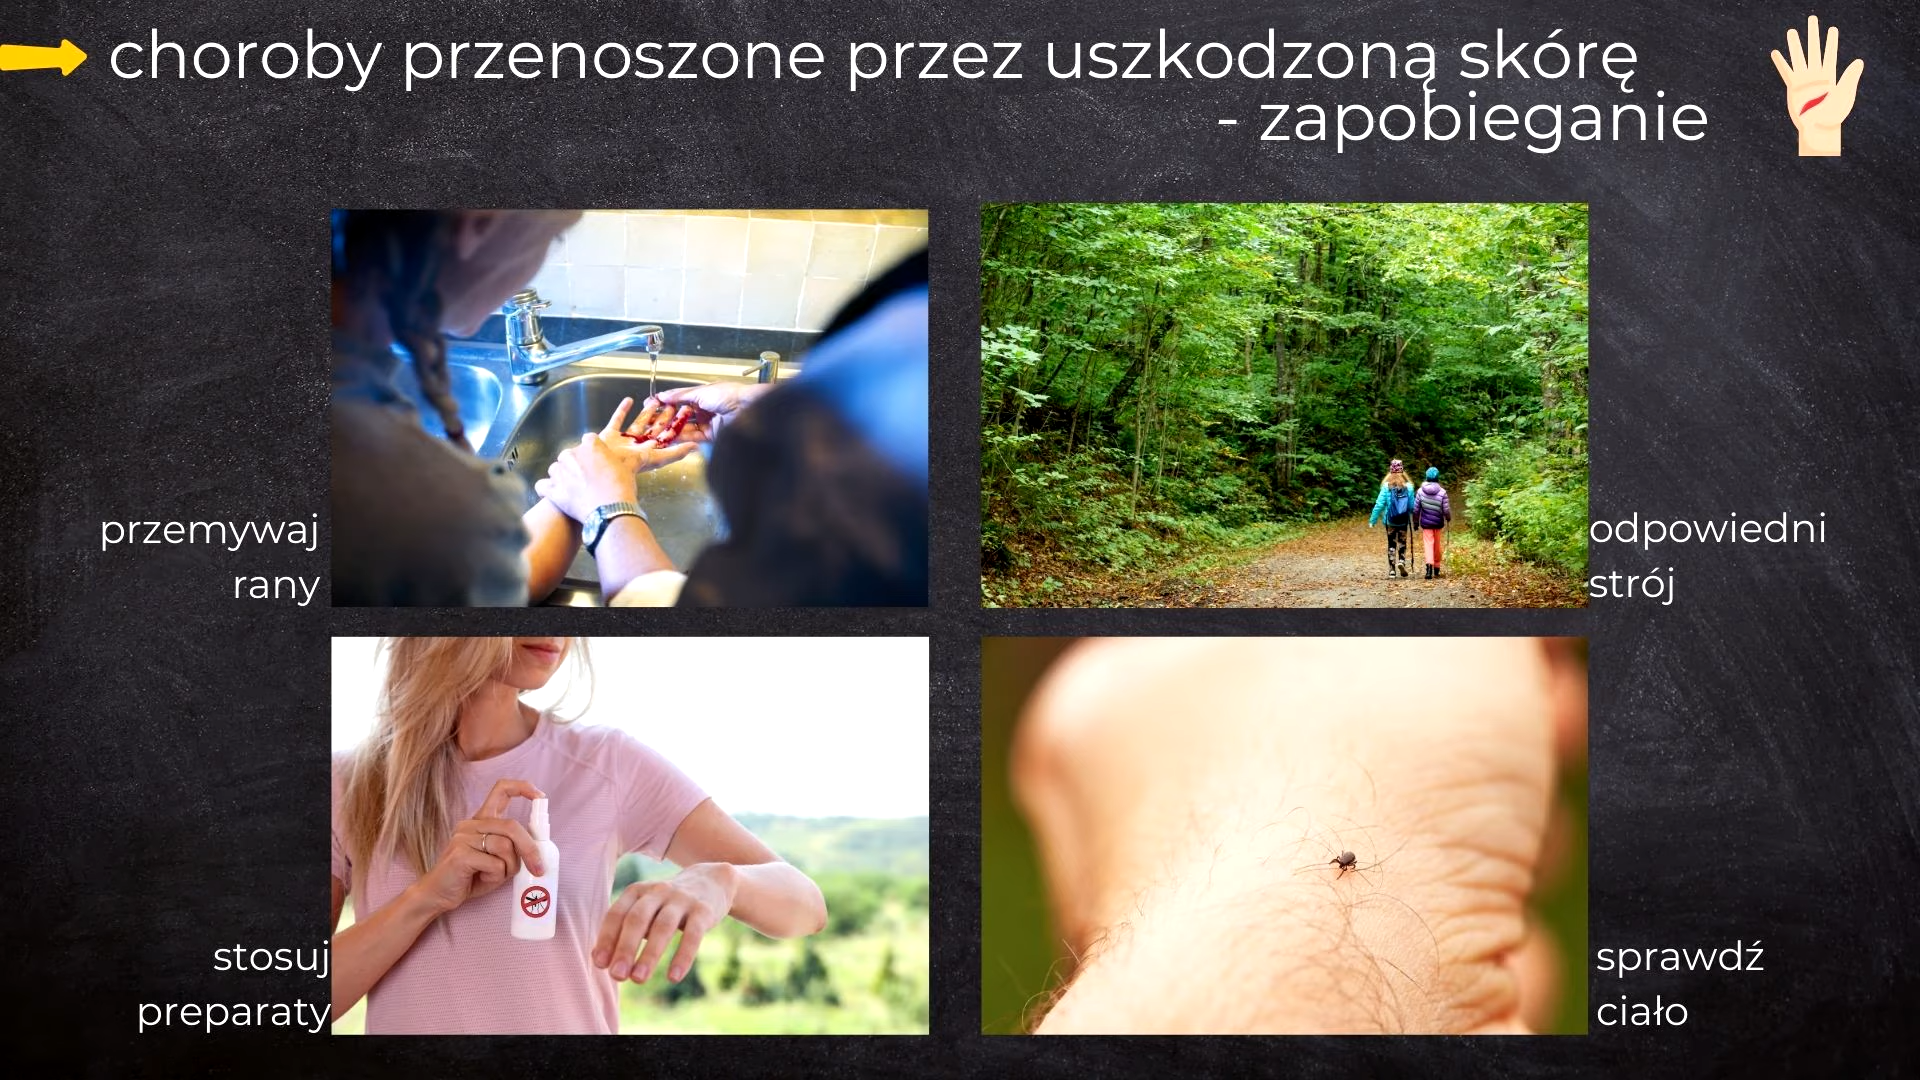 choroby przenoszone przez uszkodzoną skórę
- zapobieganie
przemywaj
rany
odpowiedni
strój
stosuj
preparaty
sprawdź
ciało